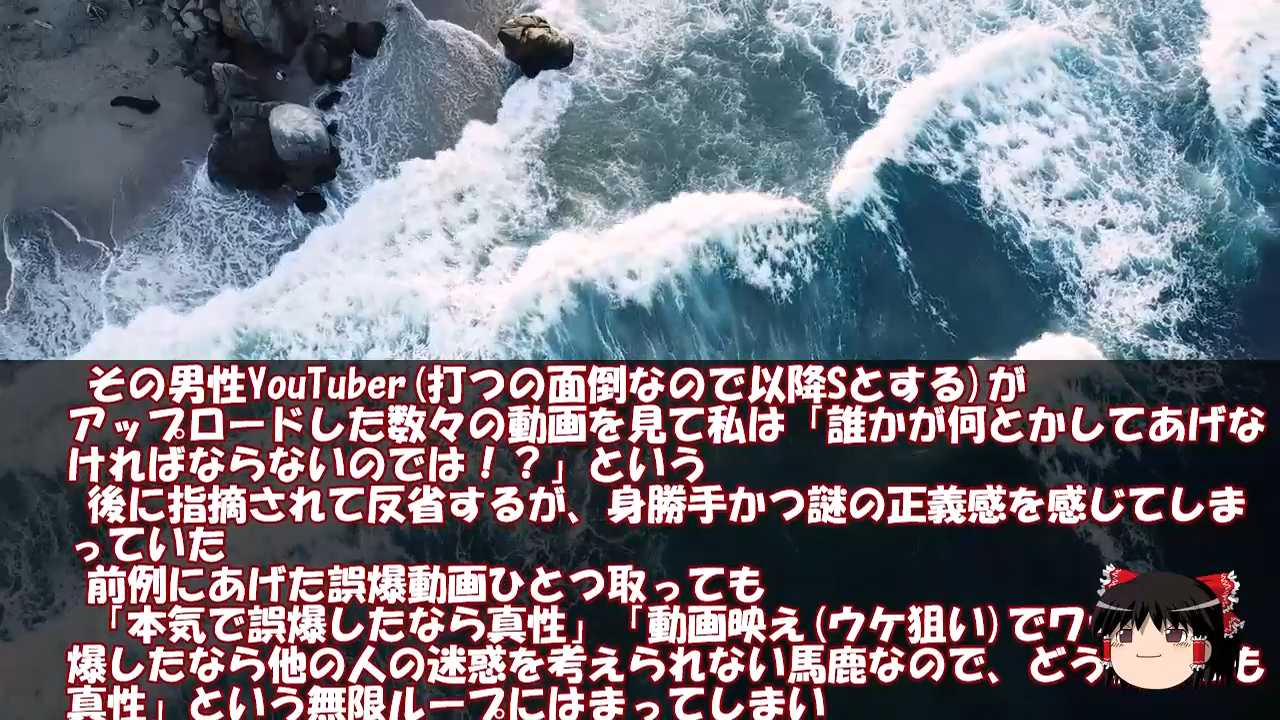 その男性YouTuber(打つの面倒なので以降Sとする)が
アップロードした数々の動画を見て私は「誰かが何とかしてあげな
ければならないのでは！？」という
後に指摘されて反省するが、身勝手かつ謎の正義感を感じてしま
っていた
前例にあげた誤爆動画ひとつ取っても
「本気で誤爆したなら真性」「動画映え(ウケ狙い)でワ
爆したなら他の人の迷惑を考えられない馬鹿なので、どう も
真性」という無限ループにはまってしまい